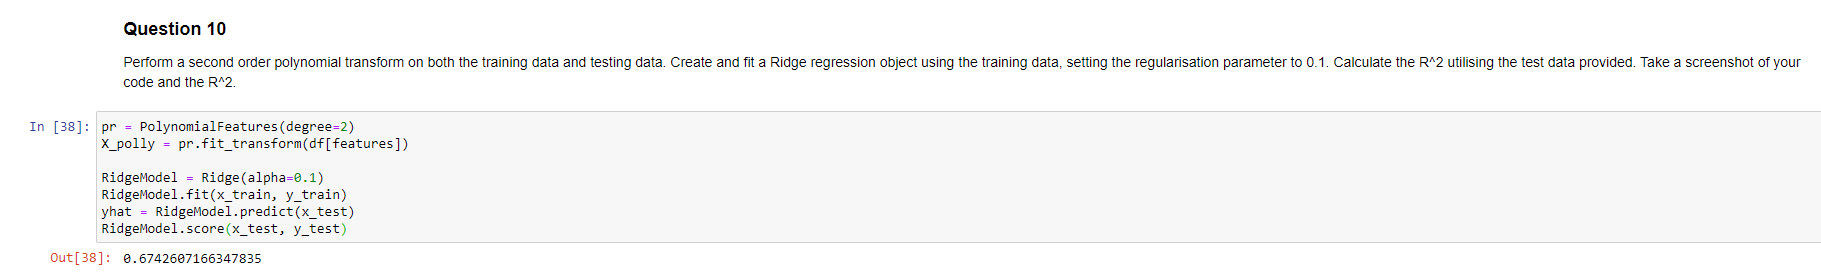 Question 10
Perform a second order polynomial transform on both the training data and testing data. Create and fit a Ridge regression object using the training data, setting the regularisation parameter to 0.1. Calculate the R^2 utilising the test data provided. Take a screenshot of your
code and the R^2.
In [38]: pr = PolynomialFeatures(degree=2)
X_polly = pr.fit_transform(df[features])
RidgeModel = Ridge(alpha=0.1)
RidgeModel.fit(x_train, y_train)
yhat = RidgeModel.predict(x_test)
RidgeModel.score(x_test, y_test)
Out[38]: 0.6742607166347835